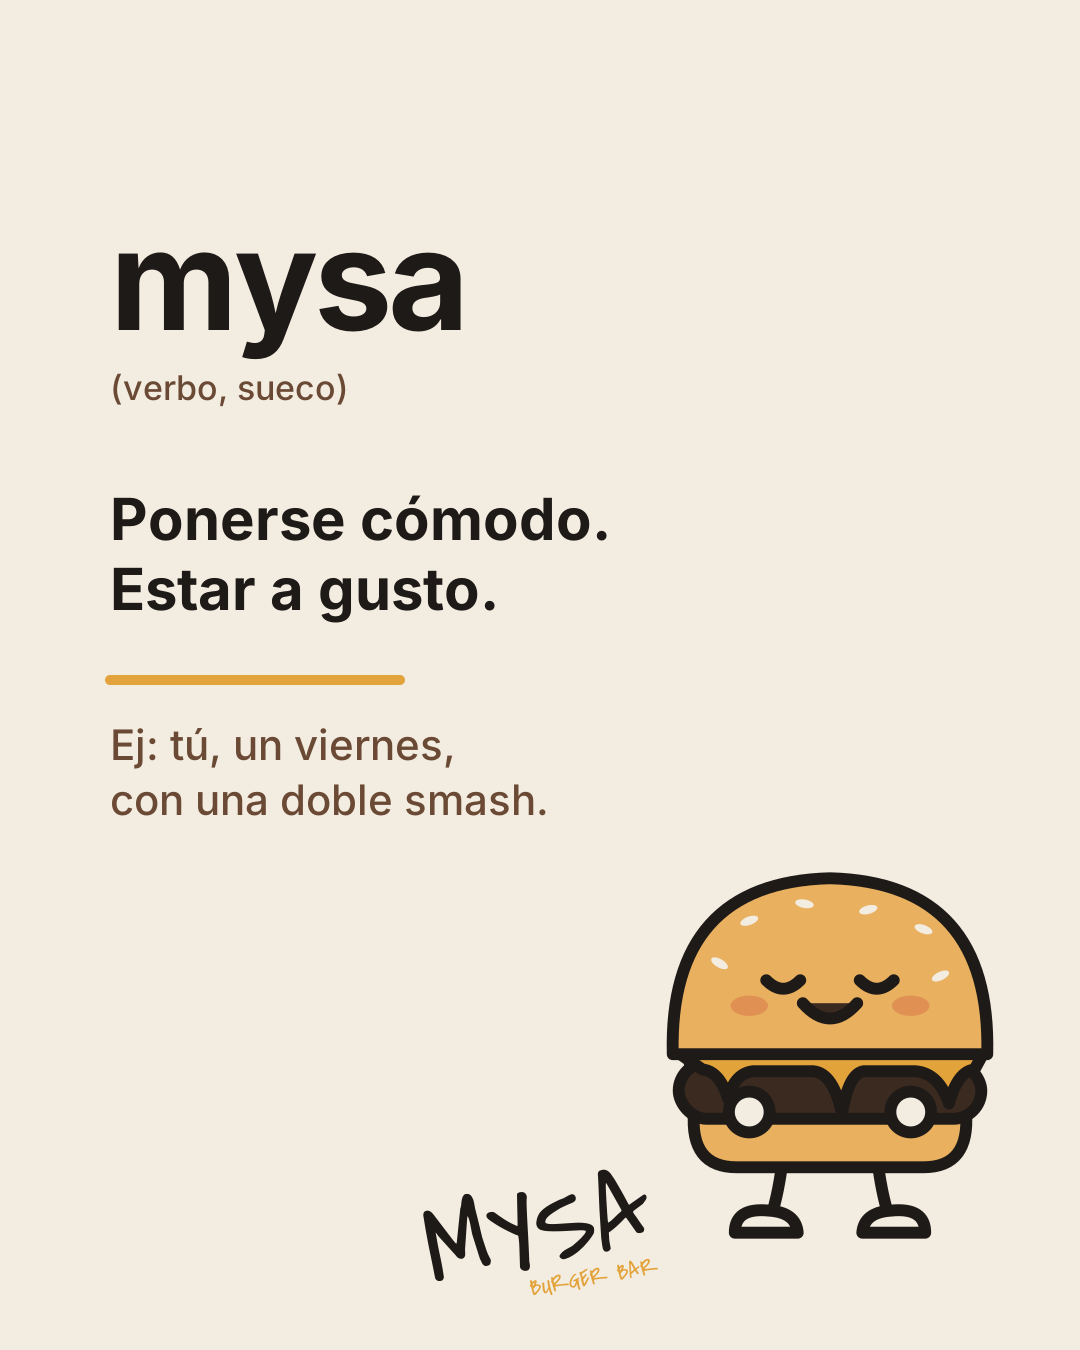 mysa
(verbo, sueco)
Ponerse cómodo.
Estar a gusto.
Ej: tú, un viernes,
con una doble smash.
MYSA
BURGER BAR